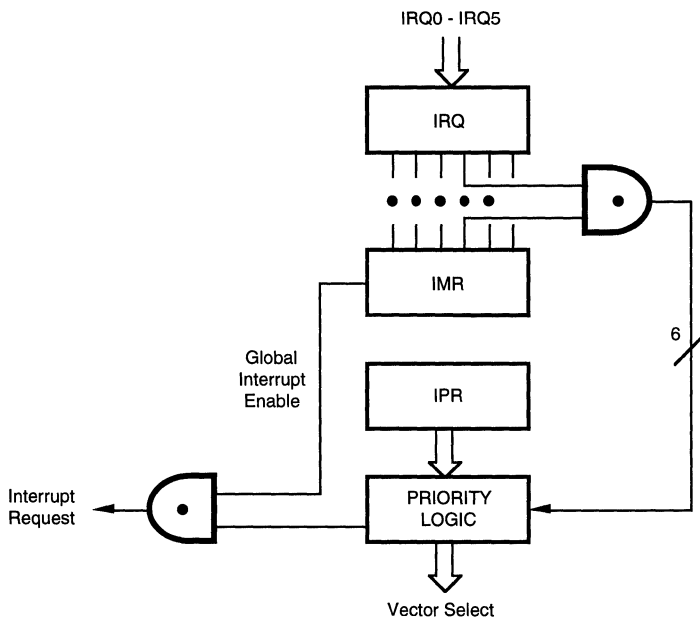 IRQ0 - IRQ5
IRQ
IMR
6
Global
Interrupt
Enable
IPR
Interrupt
Request
PRIORITY
LOGIC
Vector Select